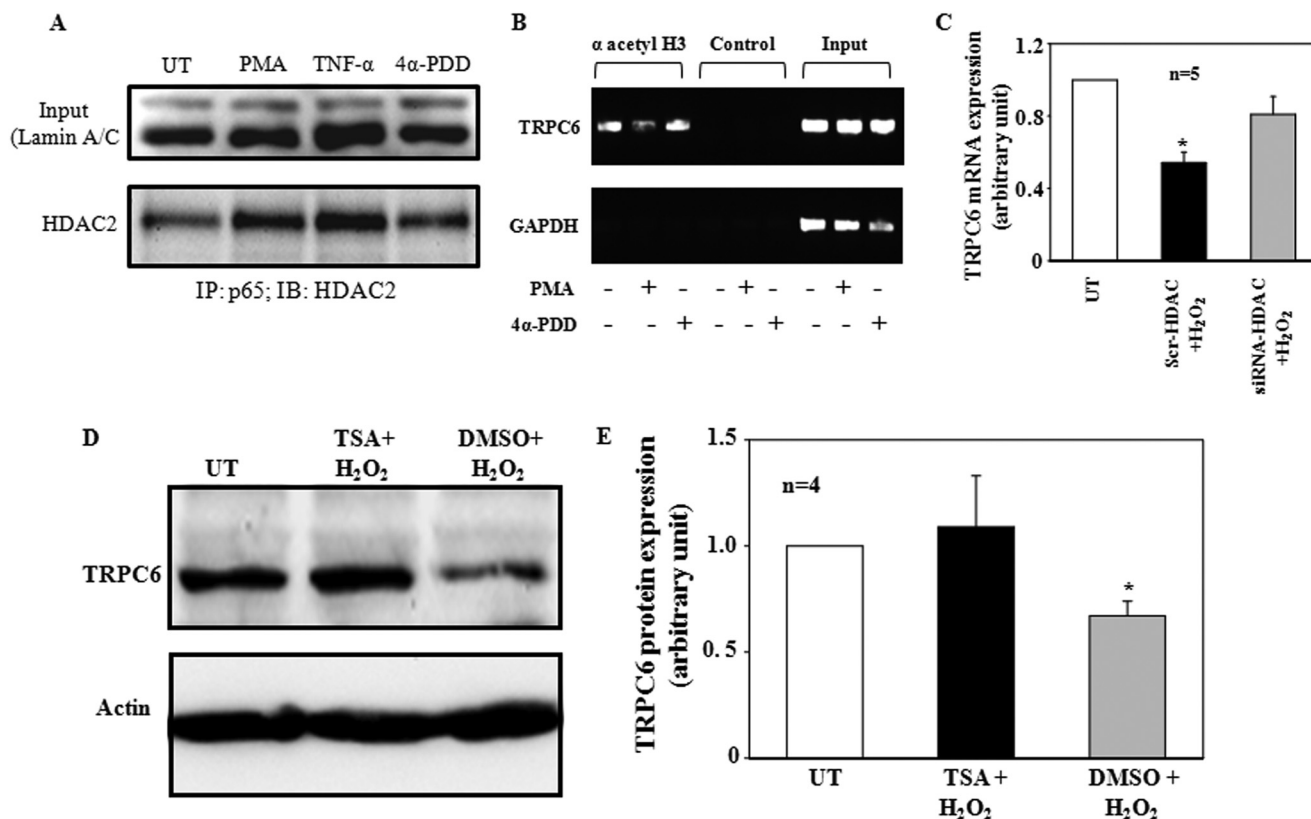 A
UT PMA TNF-α 4α-PDD
Input
(Lamin A/C
HDAC2
IP: p65; IB: HDAC2
B
α acetyl H3 Control Input
TRPC6
GAPDH
PMA - + - - + - - + -
4α-PDD - - + - - + - - +
C
TRPC6 mRNA expression
(arbitrary unit)
1.2
0.8
0.4
0
n=5
*
UT
Scr-HDAC
+H₂O₂
siRNA-HDAC
+H₂O₂
D
UT
TSA+
H₂O₂
DMSO+
H₂O₂
TRPC6
Actin
E
TRPC6 protein expression
(arbitrary unit)
1.5
1.0
0.5
0
n=4
*
UT
TSA +
H₂O₂
DMSO +
H₂O₂